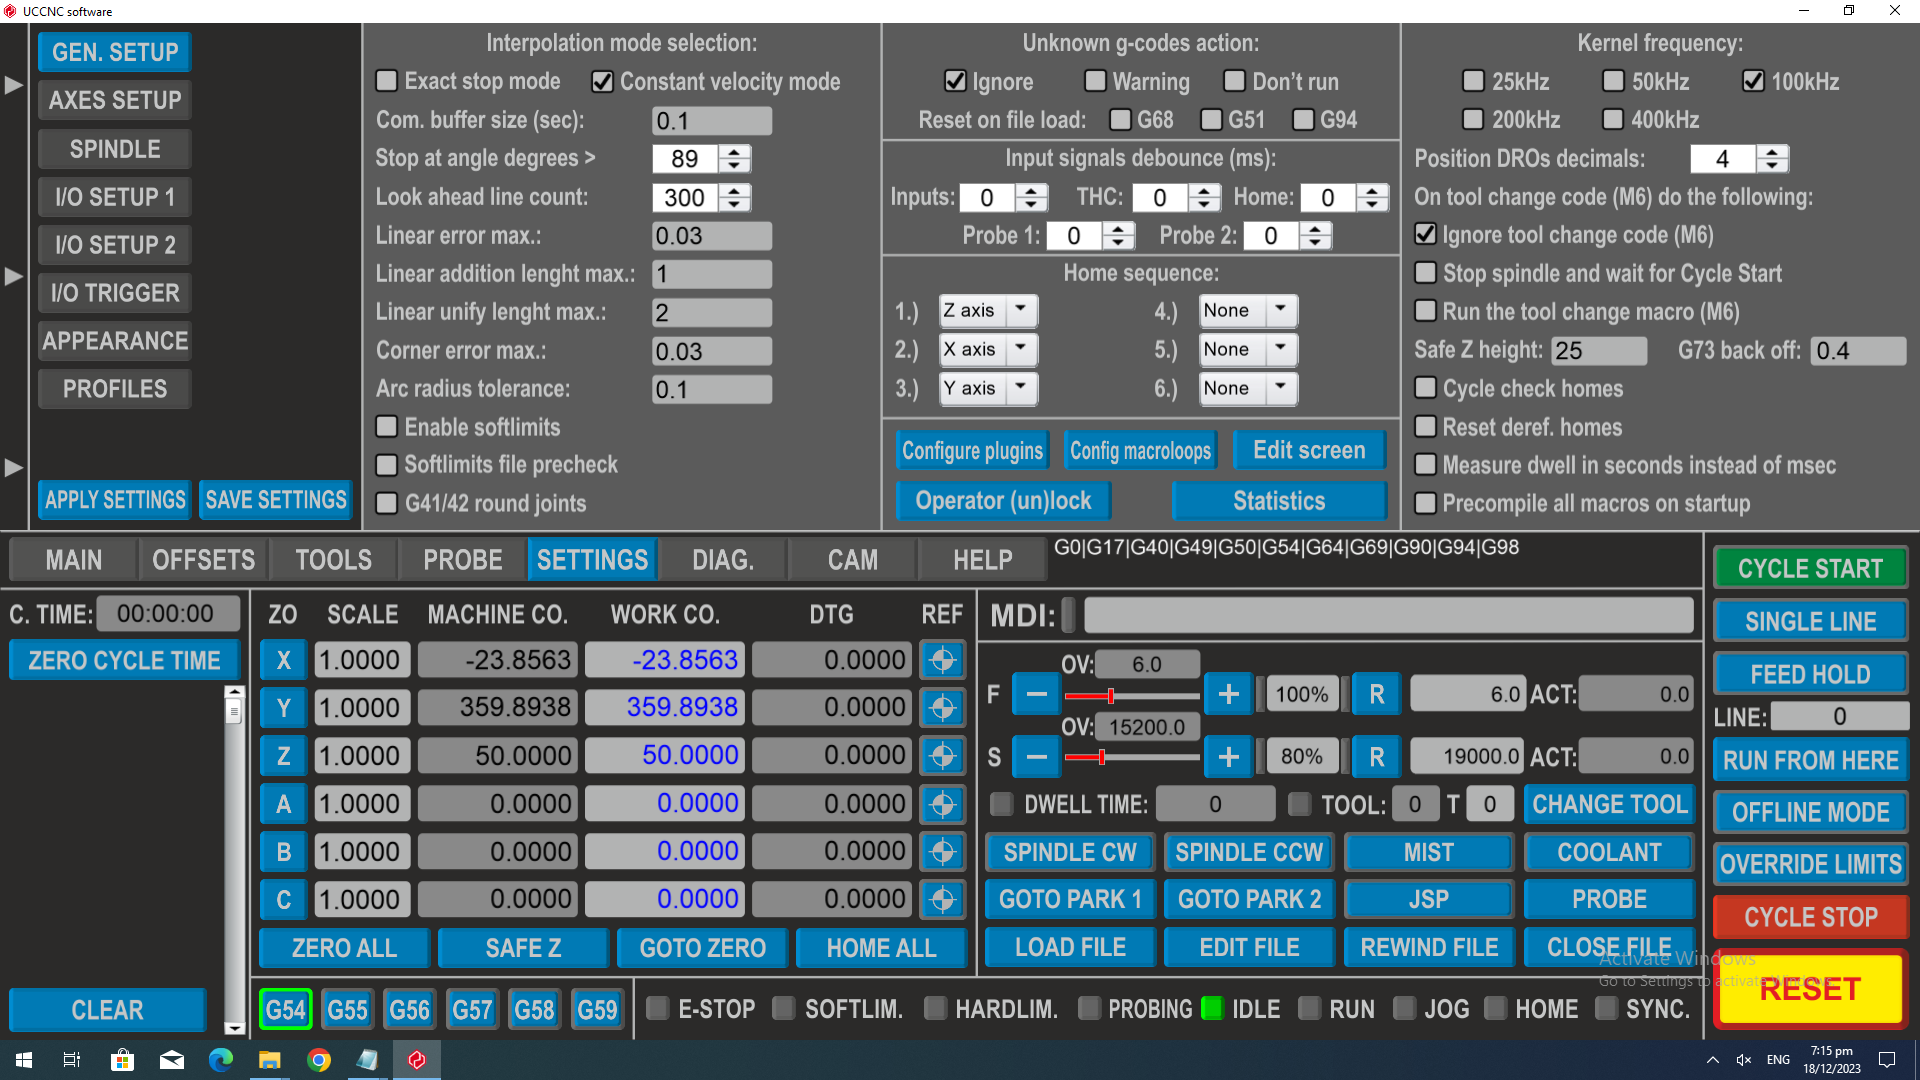 UCCNC software
GEN. SETUP
AXES SETUP
SPINDLE
I/O SETUP 1
I/O SETUP 2
I/O TRIGGER
APPEARANCE
PROFILES
APPLY SETTINGS SAVE SETTINGS
Interpolation mode selection:
Exact stop mode Constant velocity mode
Com. buffer size (sec): 0.1
Stop at angle degrees > 89
Look ahead line count: 300
Linear error max.: 0.03
Linear addition lenght max.: 1
Linear unify lenght max.: 2
Corner error max.: 0.03
Arc radius tolerance: 0.1
Enable softlimits
Softlimits file precheck
G41/42 round joints
Unknown g-codes action:
Ignore Warning Don't run
Reset on file load: G68 G51 G94
Input signals debounce (ms):
Inputs: 0 THC: 0 Home: 0
Probe 1: 0 Probe 2: 0
Home sequence:
1.) Z axis 4.) None
2.) X axis 5.) None
3.) Y axis 6.) None
Configure plugins Config macroloops Edit screen
Operator (un)lock Statistics
Kernel frequency:
25kHz 50kHz 100kHz
200kHz 400kHz
Position DROs decimals: 4
On tool change code (M6) do the following:
Ignore tool change code (M6)
Stop spindle and wait for Cycle Start
Run the tool change macro (M6)
Safe Z height: 25 G73 back off: 0.4
Cycle check homes
Reset deref. homes
Measure dwell in seconds instead of msec
Precompile all macros on startup
MAIN OFFSETS TOOLS PROBE SETTINGS DIAG. CAM HELP
G0|G17|G40|G49|G50|G54|G64|G69|G90|G94|G98
C. TIME: 00:00:00
ZERO CYCLE TIME
CLEAR
ZO SCALE MACHINE CO. WORK CO. DTG REF
X 1.0000 -23.8563 -23.8563 0.0000
Y 1.0000 359.8938 359.8938 0.0000
Z 1.0000 50.0000 50.0000 0.0000
A 1.0000 0.0000 0.0000 0.0000
B 1.0000 0.0000 0.0000 0.0000
C 1.0000 0.0000 0.0000 0.0000
ZERO ALL SAFE Z GOTO ZERO HOME ALL
G54 G55 G56 G57 G58 G59
MDI:
OV: 6.0
F − + 100% R 6.0 ACT: 0.0
OV: 15200.0
S − + 80% R 19000.0 ACT: 0.0
DWELL TIME: 0 TOOL: 0 T 0 CHANGE TOOL
SPINDLE CW SPINDLE CCW MIST COOLANT
GOTO PARK 1 GOTO PARK 2 JSP PROBE
LOAD FILE EDIT FILE REWIND FILE CLOSE FILE
E-STOP SOFTLIM. HARDLIM. PROBING IDLE RUN JOG HOME SYNC.
CYCLE START
SINGLE LINE
FEED HOLD
LINE: 0
RUN FROM HERE
OFFLINE MODE
OVERRIDE LIMITS
CYCLE STOP
RESET
Activate Windows
Go to Settings to activate Windows.
ENG
7:15 pm
18/12/2023